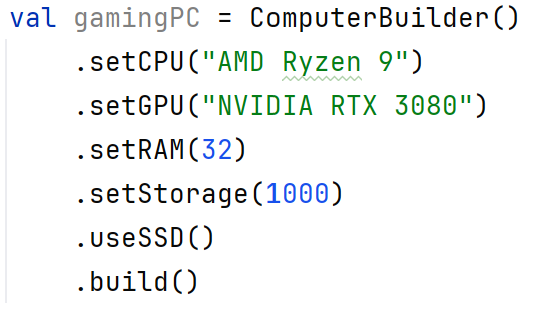 val gamingPC = ComputerBuilder()
.setCPU("AMD Ryzen 9")
.setGPU("NVIDIA RTX 3080")
.setRAM(32)
.setStorage(1000)
.useSSD()
.build()